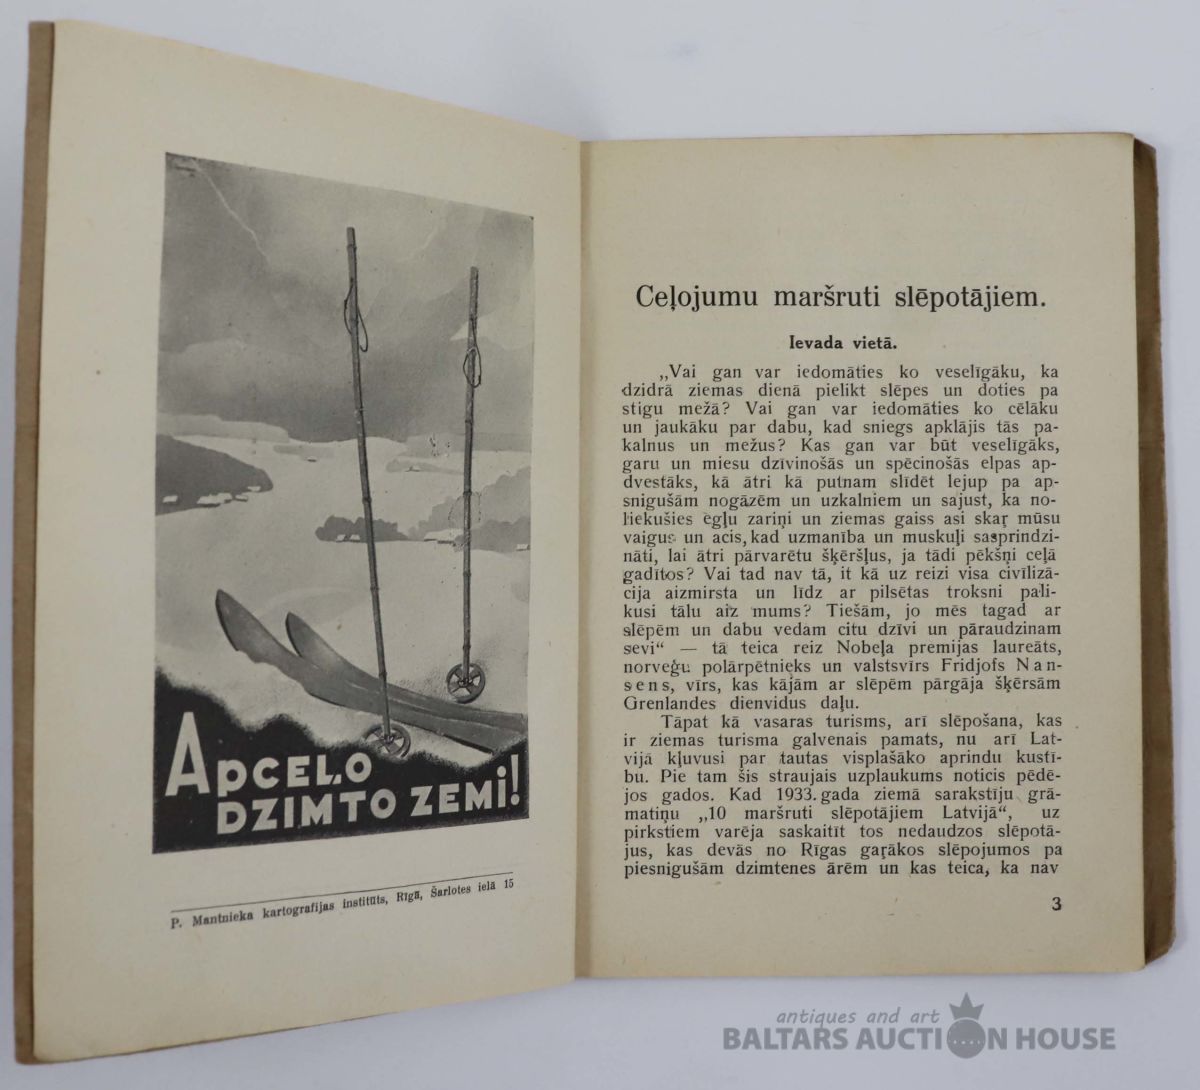 Apceļo
dzimto zemi!
P. Mantnieka kartografijas institūts, Rīgā, Šarlotes ielā 15
Ceļojumu maršruti slēpotājiem.
Ievada vietā.
„Vai gan var iedomāties ko veselīgāku, ka
dzidrā ziemas dienā pielikt slēpes un doties pa
stigu mežā? Vai gan var iedomāties ko cēlāku
un jaukāku par dabu, kad sniegs apklājis tās pa-
kalnus un mežus? Kas gan var būt veselīgāks,
garu un miesu dzīvinošās un spēcinošās elpas ap-
dvestāks, kā ātri kā putnam slīdēt lejup pa ap-
snigušām nogāzēm un uzkalniem un sajust, ka no-
liekušies egļu zariņi un ziemas gaiss asi skaŗ mūsu
vaigus un acis, kad uzmanība un muskuļi sasprindzi-
nāti, lai ātri pārvarētu šķēršļus, ja tādi pēkšņi ceļā
gadītos? Vai tad nav tā, it kā uz reizi visa civīlizā-
cija aizmirsta un līdz ar pilsētas troksni pali-
kusi tālu aiz mums? Tiešām, jo mēs tagad ar
slēpēm un dabu vedam citu dzīvi un pāraudzinam
sevi“ — tā teica reiz Nobeļa premijas laureāts,
norveģu polārpētnieks un valstsvīrs Fridjofs Nan-
sens, vīrs, kas kājām ar slēpēm pārgāja šķērsām
Grenlandes dienvidus daļu.
Tāpat kā vasaras turisms, arī slēpošana, kas
ir ziemas turisma galvenais pamats, nu arī Lat-
vijā kļuvusi par tautas visplašāko aprindu kustī-
bu. Pie tam šis straujais uzplaukums noticis pēdē-
jos gados. Kad 1933. gada ziemā sarakstīju grā-
matiņu „10 maršruti slēpotājiem Latvijā“, uz
pirkstiem varēja saskaitīt tos nedaudzos slēpotā-
jus, kas devās no Rīgas gaŗākos slēpojumos pa
piesnigušām dzimtenes ārēm un kas teica, ka nav
3
antiques and art
BALTARS AUCTION HOUSE